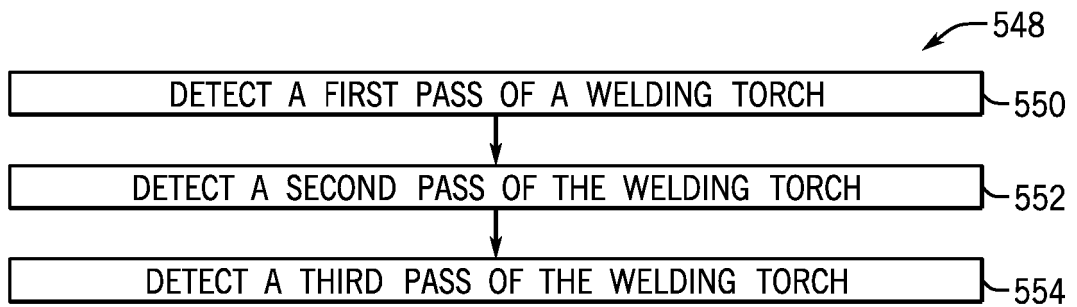 548
DETECT A FIRST PASS OF A WELDING TORCH
550
DETECT A SECOND PASS OF THE WELDING TORCH
552
DETECT A THIRD PASS OF THE WELDING TORCH
554